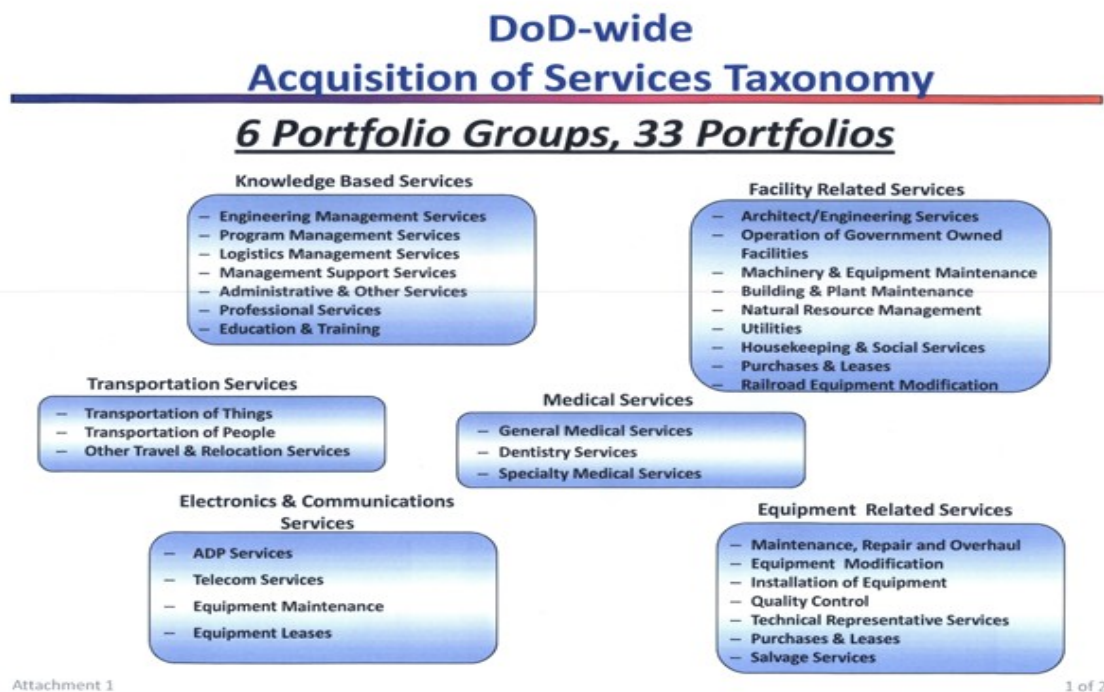 DoD-wide
Acquisition of Services Taxonomy
6 Portfolio Groups, 33 Portfolios
Knowledge Based Services
– Engineering Management Services
– Program Management Services
– Logistics Management Services
– Management Support Services
– Administrative & Other Services
– Professional Services
– Education & Training
Facility Related Services
– Architect/Engineering Services
– Operation of Government Owned
Facilities
– Machinery & Equipment Maintenance
– Building & Plant Maintenance
– Natural Resource Management
– Utilities
– Housekeeping & Social Services
– Purchases & Leases
– Railroad Equipment Modification
Transportation Services
– Transportation of Things
– Transportation of People
– Other Travel & Relocation Services
Medical Services
– General Medical Services
– Dentistry Services
– Specialty Medical Services
Electronics & Communications
Services
– ADP Services
– Telecom Services
– Equipment Maintenance
– Equipment Leases
Equipment Related Services
– Maintenance, Repair and Overhaul
– Equipment Modification
– Installation of Equipment
– Quality Control
– Technical Representative Services
– Purchases & Leases
– Salvage Services
Attachment 1
1 of 2